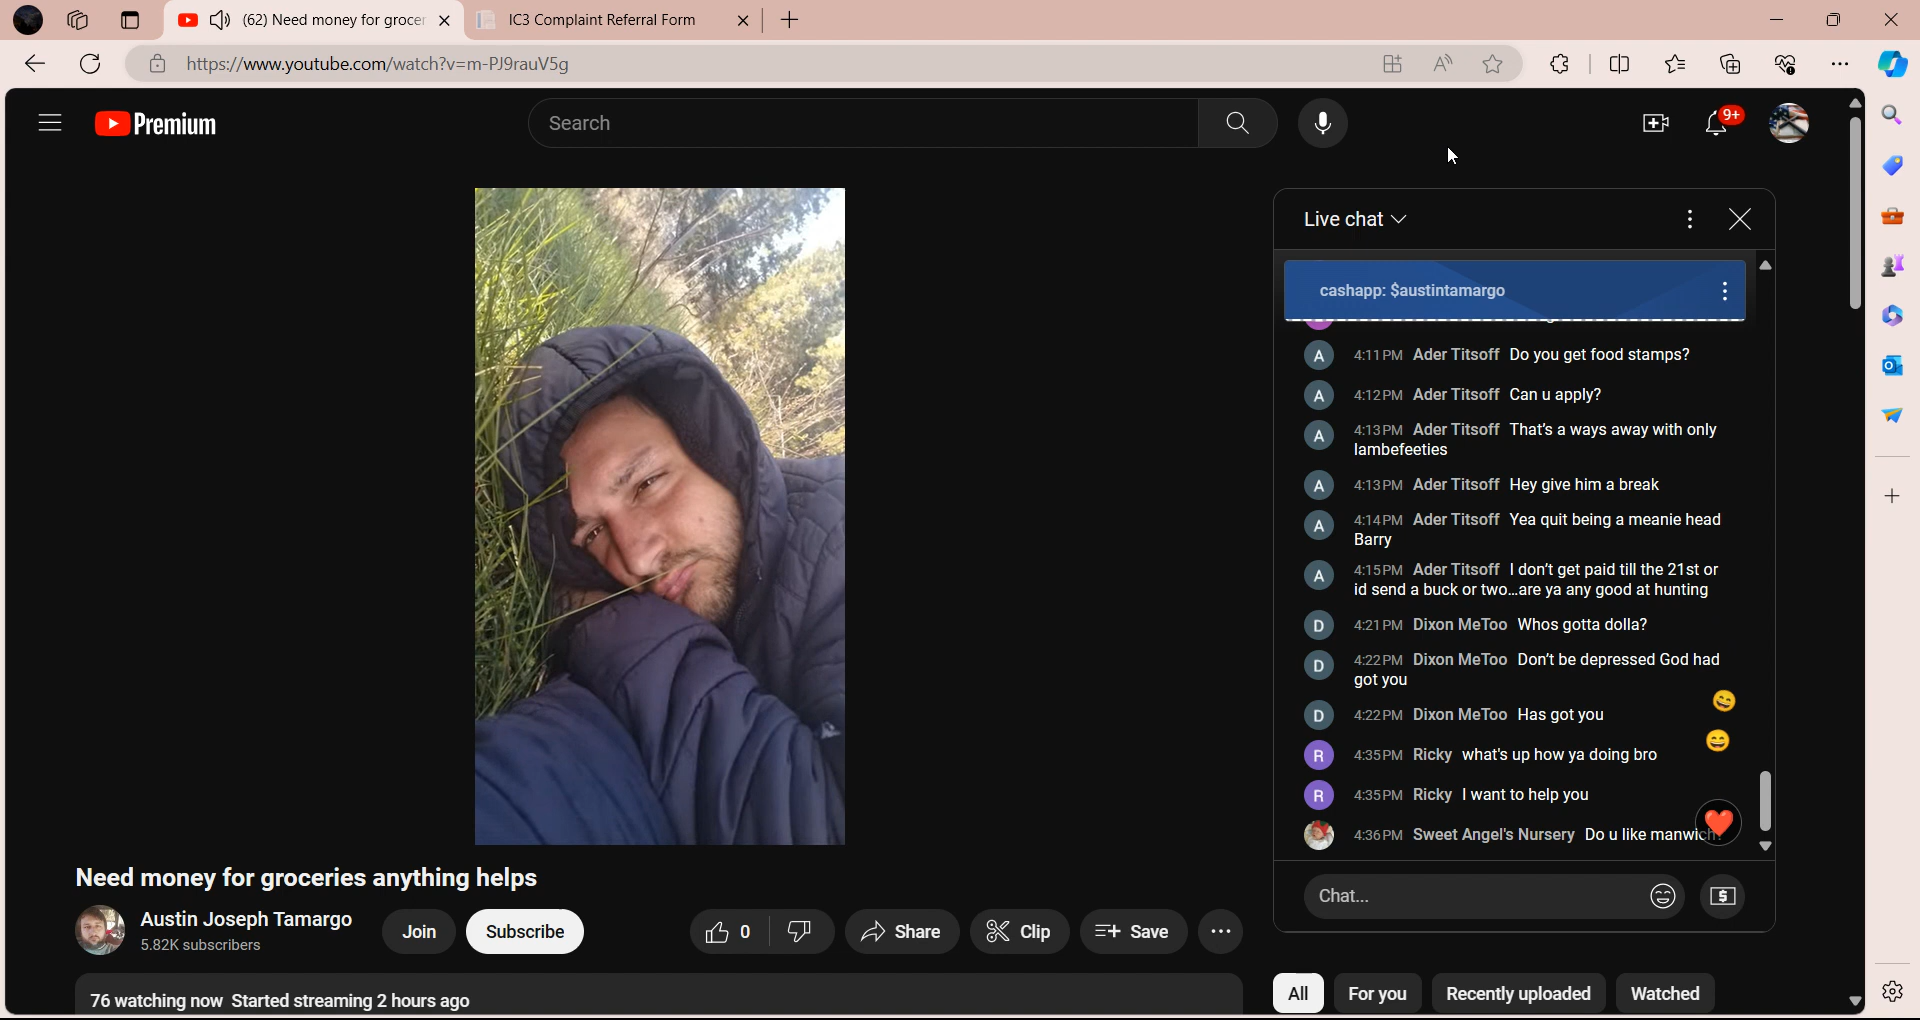 (62) Need money for grocer
IC3 Complaint Referral Form
https://www.youtube.com/watch?v=m-PJ9rauV5g
Premium
Search
9+
Live chat
cashapp: $austintamargo
A 4:11 PM Ader Titsoff Do you get food stamps?
A 4:12 PM Ader Titsoff Can u apply?
A 4:13 PM Ader Titsoff That's a ways away with only
lambefeeties
A 4:13 PM Ader Titsoff Hey give him a break
A 4:14 PM Ader Titsoff Yea quit being a meanie head
Barry
A 4:15 PM Ader Titsoff I don't get paid till the 21st or
id send a buck or two...are ya any good at hunting
D 4:21 PM Dixon MeToo Whos gotta dolla?
D 4:22 PM Dixon MeToo Don't be depressed God had
got you
D 4:22 PM Dixon MeToo Has got you
R 4:35 PM Ricky what's up how ya doing bro
R 4:35 PM Ricky I want to help you
4:36 PM Sweet Angel's Nursery Do u like manwich
Chat...
Need money for groceries anything helps
Austin Joseph Tamargo
5.82K subscribers
Join
Subscribe
0
Share
Clip
Save
76 watching now Started streaming 2 hours ago
All
For you
Recently uploaded
Watched